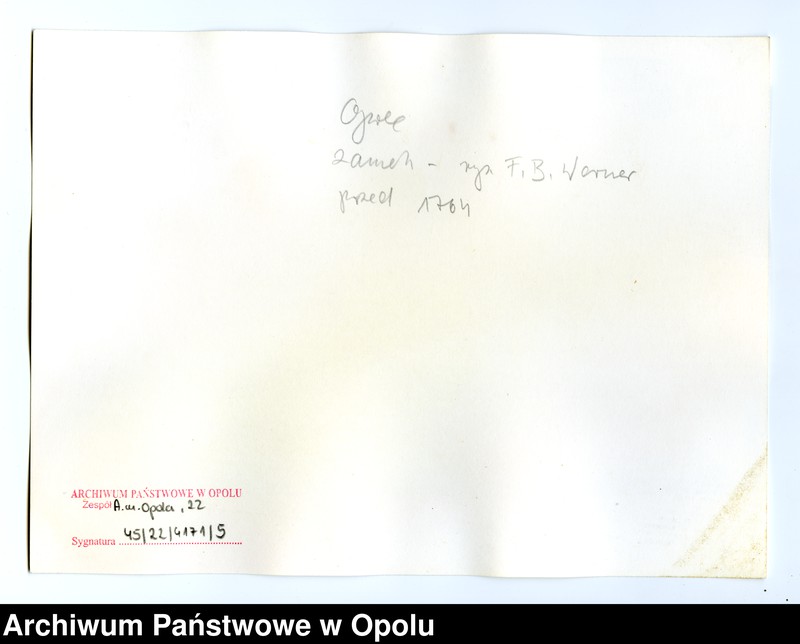 Opole
zamek - rys F. B. Werner
przed 1764
ARCHIWUM PAŃSTWOWE W OPOLU
Zespół A.m. Opola, 22
Sygnatura 45/22/4171/5
Archiwum Państwowe w Opolu